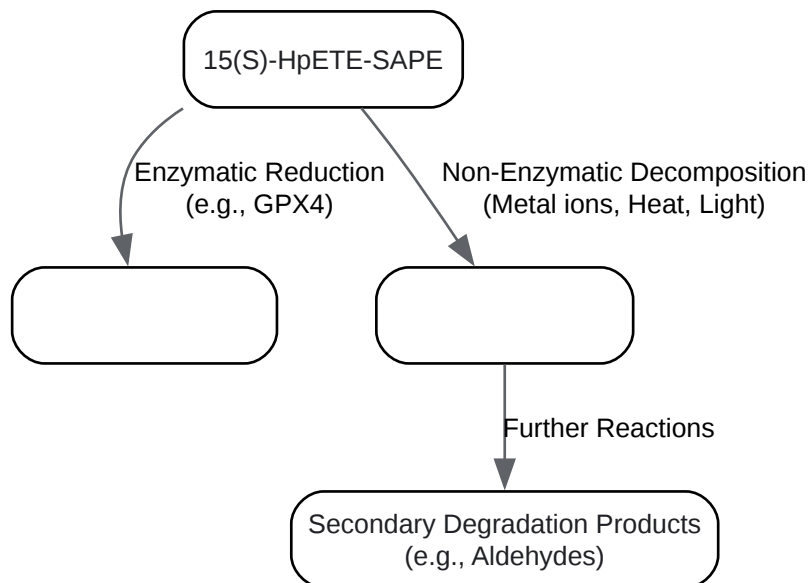 15(S)-HpETE-SAPE
Enzymatic Reduction
(e.g., GPX4)
Non-Enzymatic Decomposition
(Metal ions, Heat, Light)
Further Reactions
Secondary Degradation Products
(e.g., Aldehydes)